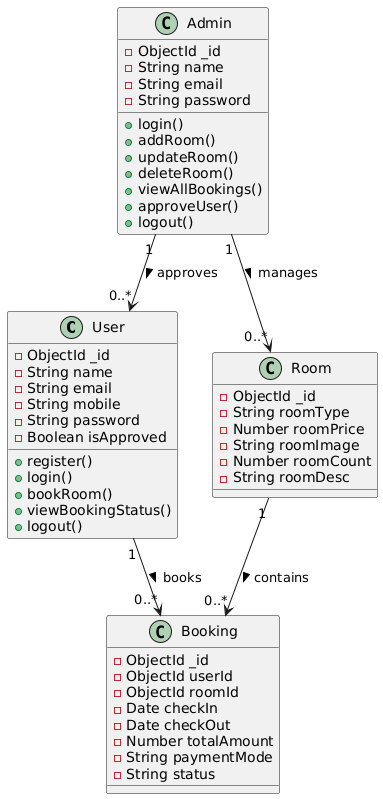 C Admin
ObjectId _id
String name
String email
String password
login()
addRoom()
updateRoom()
deleteRoom()
viewAllBookings()
approveUser()
logout()
1
1
approves
manages
0..*
0..*
C User
ObjectId _id
String name
String email
String mobile
String password
Boolean isApproved
register()
login()
bookRoom()
viewBookingStatus()
logout()
C Room
ObjectId _id
String roomType
Number roomPrice
String roomImage
Number roomCount
String roomDesc
1
1
books
contains
0..*
0..*
C Booking
ObjectId _id
ObjectId userId
ObjectId roomId
Date checkIn
Date checkOut
Number totalAmount
String paymentMode
String status